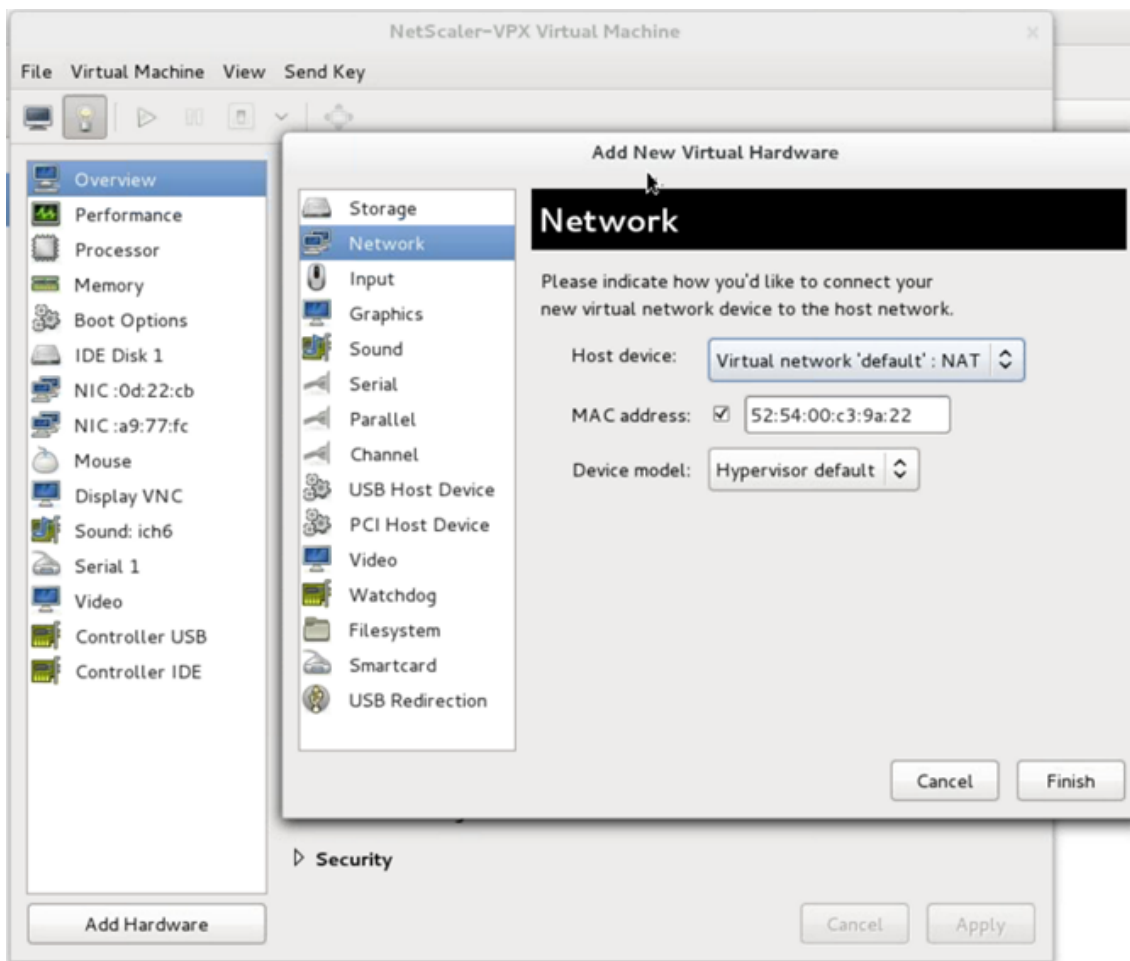 NetScaler-VPX Virtual Machine
File Virtual Machine View Send Key
Overview
Performance
Processor
Memory
Boot Options
IDE Disk 1
NIC :0d:22:cb
NIC :a9:77:fc
Mouse
Display VNC
Sound: ich6
Serial 1
Video
Controller USB
Controller IDE
Add Hardware
Add New Virtual Hardware
Storage
Network
Input
Graphics
Sound
Serial
Parallel
Channel
USB Host Device
PCI Host Device
Video
Watchdog
Filesystem
Smartcard
USB Redirection
Network
Please indicate how you'd like to connect your
new virtual network device to the host network.
Host device: Virtual network 'default' : NAT
MAC address: 52:54:00:c3:9a:22
Device model: Hypervisor default
Cancel Finish
Security
Cancel Apply